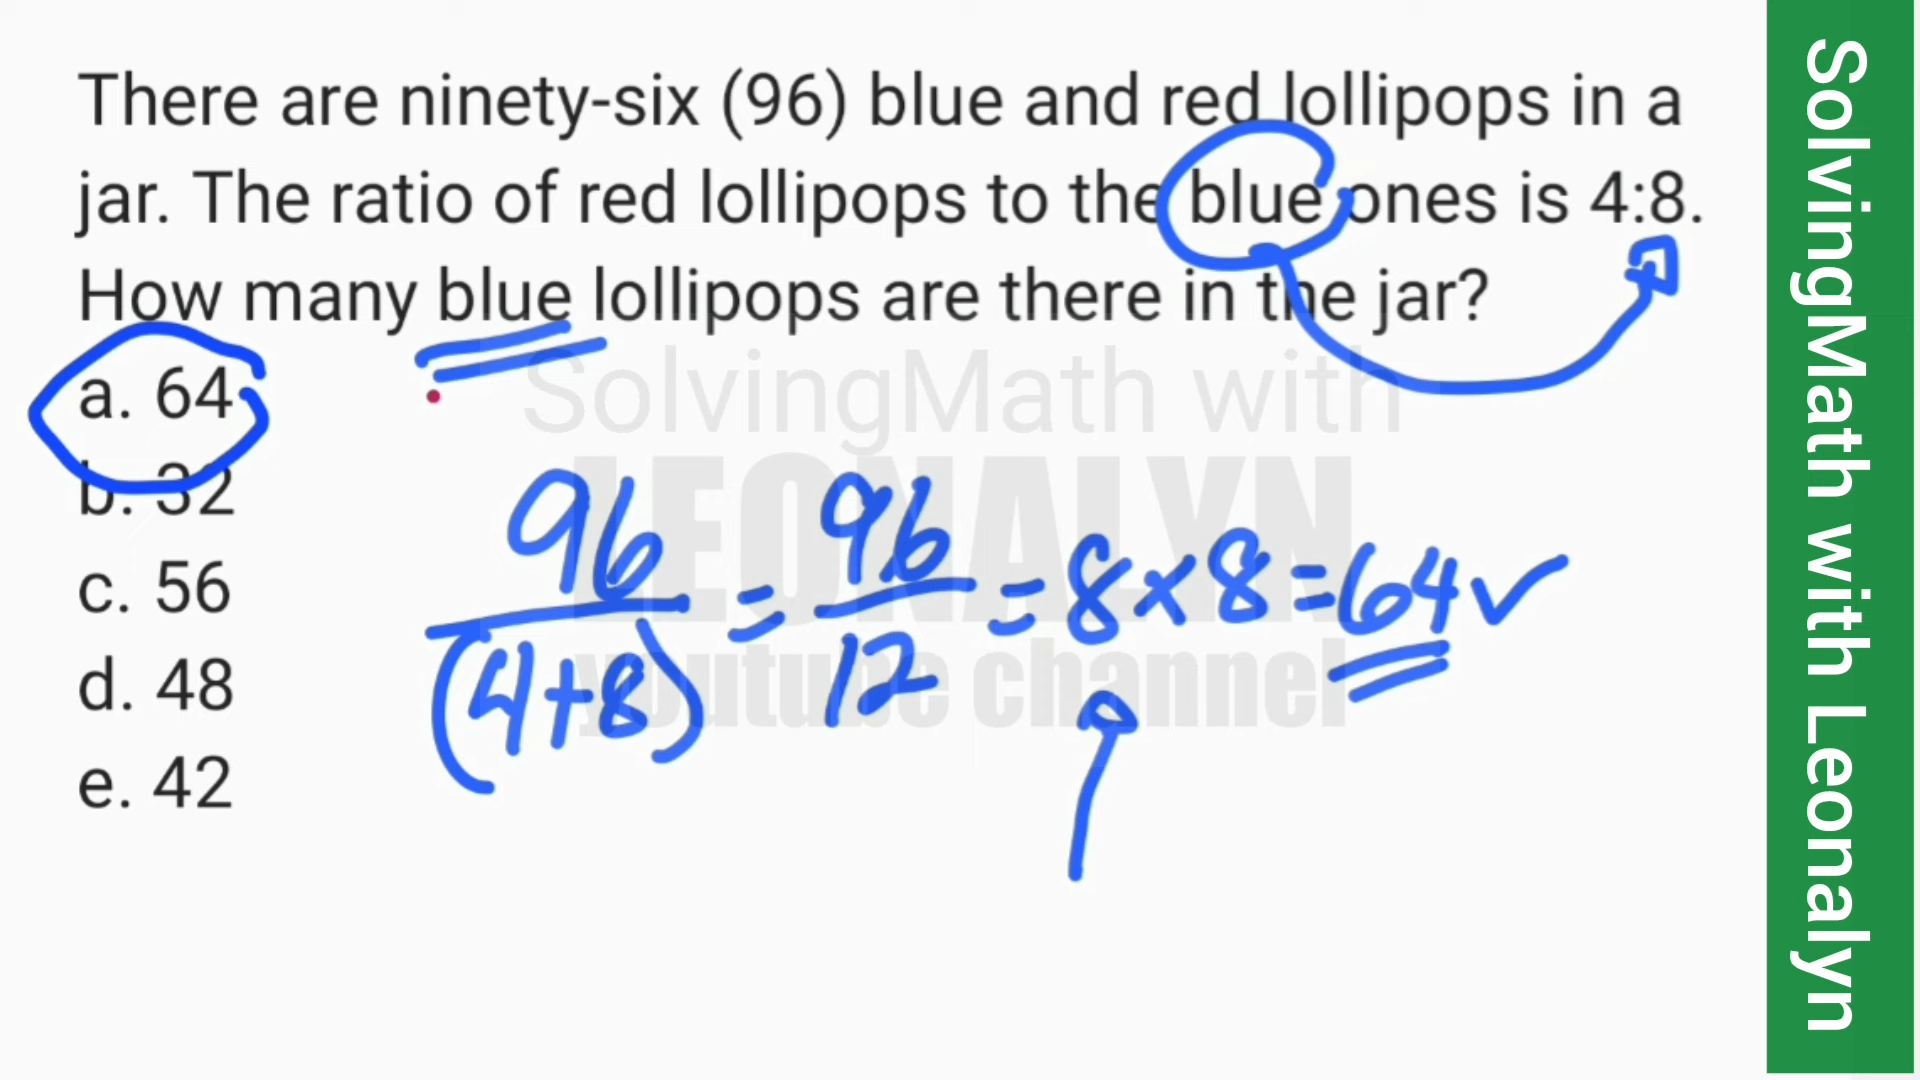 There are ninety-six (96) blue and red lollipops in a
jar. The ratio of red lollipops to the blue ones is 4:8.
How many blue lollipops are there in the jar?
a. 64
b. 32
c. 56
d. 48
e. 42
96/(4+8) = 96/12 = 8 x 8 = 64 ✓
SolvingMath with
LEONALYN
youtube channel
SolvingMath with Leonalyn